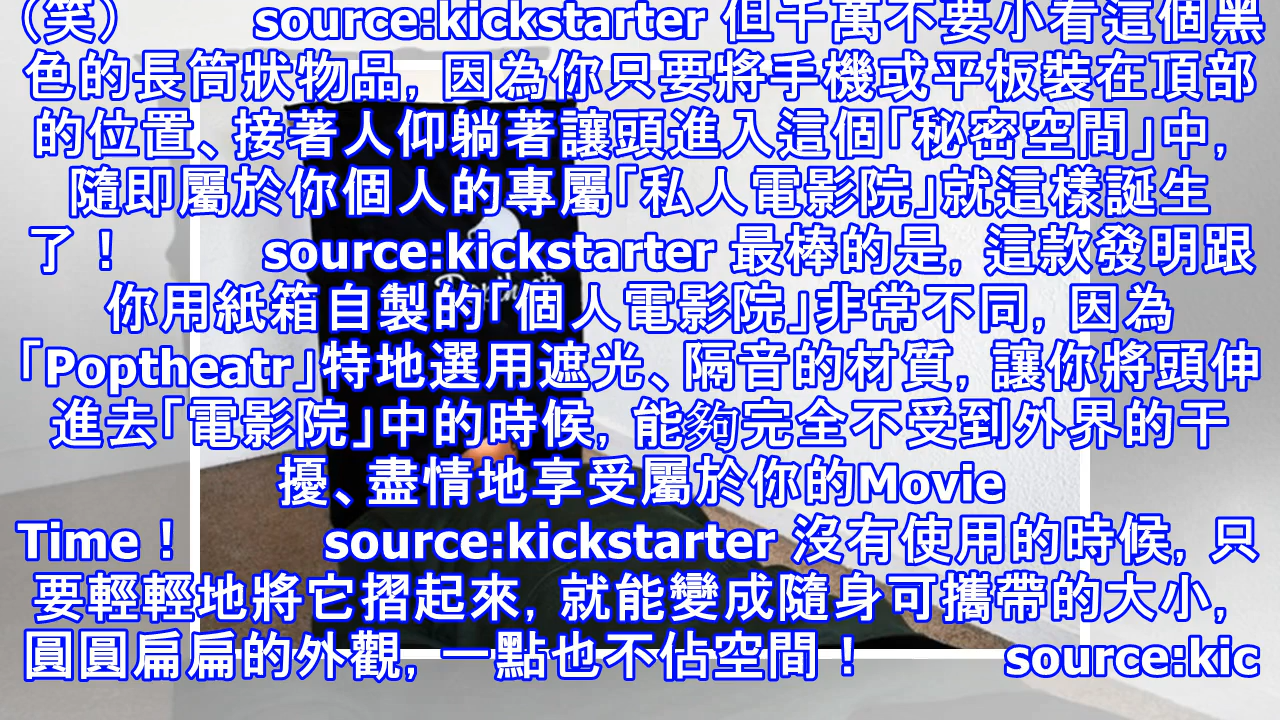 （笑） source:kickstarter 但千萬不要小看這個黑
色的長筒狀物品，因為你只要將手機或平板裝在頂部
的位置、接著人仰躺著讓頭進入這個「秘密空間」中，
隨即屬於你個人的專屬「私人電影院」就這樣誕生
了！ source:kickstarter 最棒的是，這款發明跟
你用紙箱自製的「個人電影院」非常不同，因為
「Poptheatr」特地選用遮光、隔音的材質，讓你將頭伸
進去「電影院」中的時候，能夠完全不受到外界的干
擾、盡情地享受屬於你的Movie
Time！ source:kickstarter 沒有使用的時候，只
要輕輕地將它摺起來，就能變成隨身可攜帶的大小，
圓圓扁扁的外觀，一點也不佔空間！ source:kic